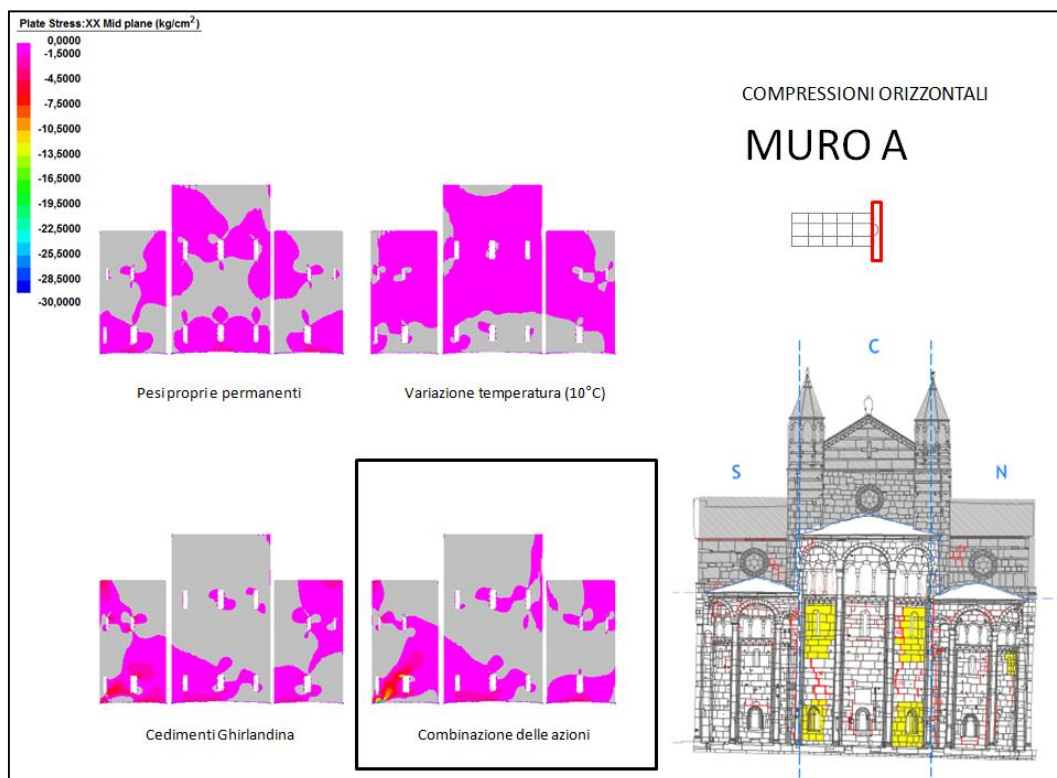 Plate Stress:XX Mid plane (kg/cm²)
0,0000
-1,5000
-4,5000
-7,5000
-10,5000
-13,5000
-16,5000
-19,5000
-22,5000
-25,5000
-28,5000
-30,0000
COMPRESSIONI ORIZZONTALI
MURO A
Pesi propri e permanenti
Variazione temperatura (10°C)
C
S
N
Cedimenti Ghirlandina
Combinazione delle azioni